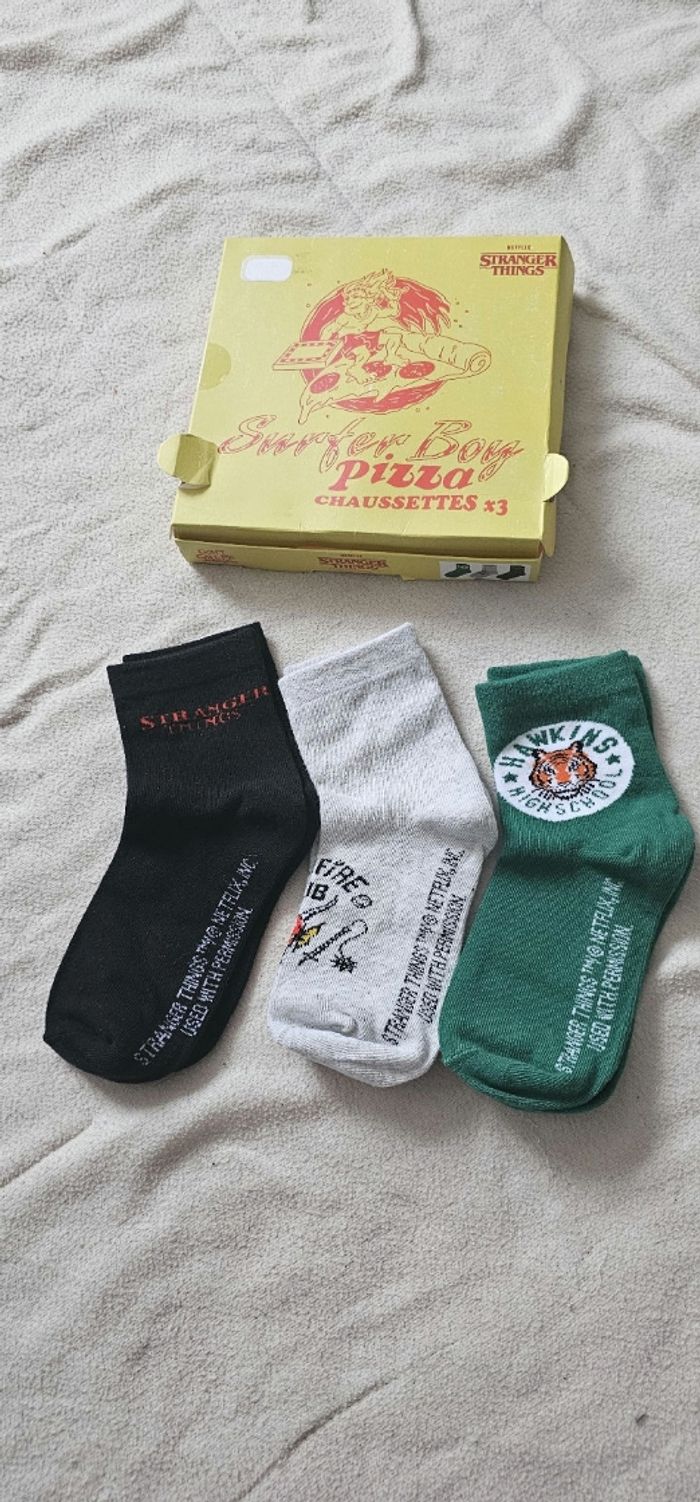 NETFLIX
STRANGER
THINGS
Surfer Boy
Pizza
CHAUSSETTES x3
STRANGER
THINGS
STRANGER
THINGS
STRANGER THINGS ™/© NETFLIX, INC.
USED WITH PERMISSION.
FIRE
STRANGER THINGS ™/© NETFLIX, INC.
USED WITH PERMISSION.
HAWKINS
HIGH SCHOOL
STRANGER THINGS ™/© NETFLIX, INC.
USED WITH PERMISSION.